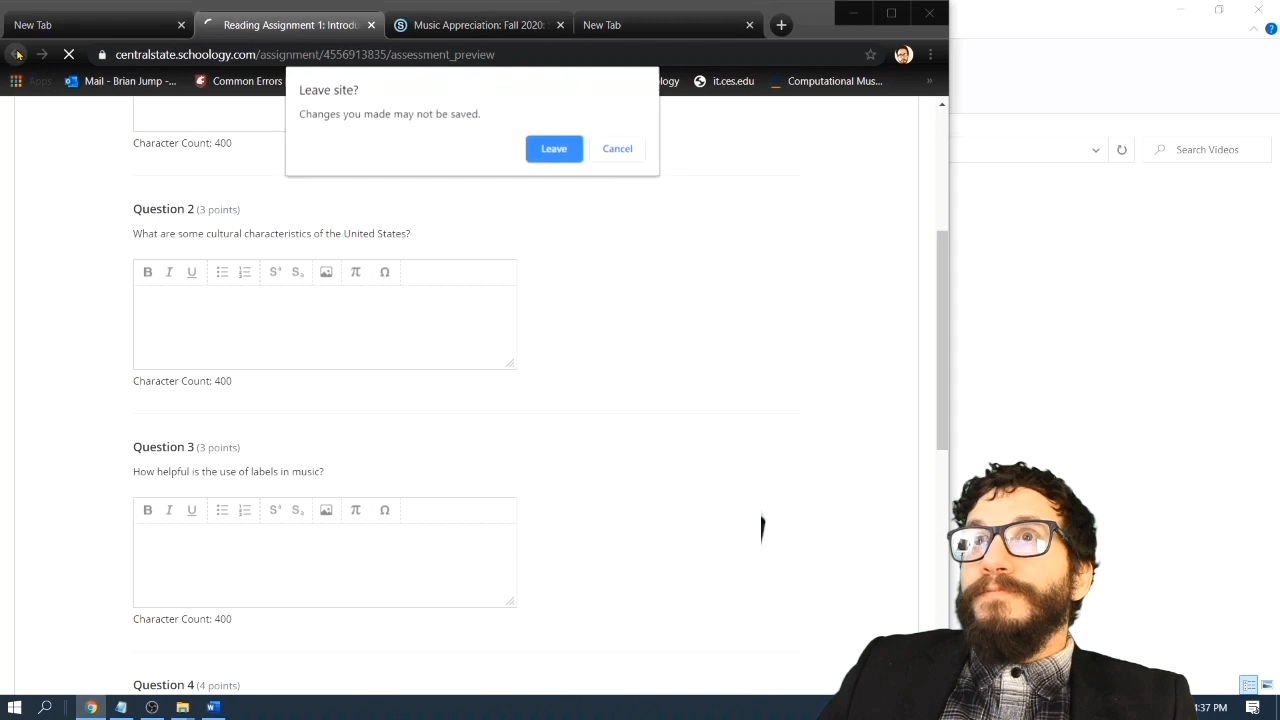 New Tab
Reading Assignment 1: Introdu
Music Appreciation: Fall 2020:
New Tab
centralstate.schoology.com/assignment/4556913835/assessment_preview
Apps
Mail - Brian Jump -...
Common Errors
ology
it.ces.edu
Computational Mus...
»
Leave site?
Changes you made may not be saved.
Leave
Cancel
Search Videos
Character Count: 400
Question 2 (3 points)
What are some cultural characteristics of the United States?
B I U S Sₐ π Ω
Character Count: 400
Question 3 (3 points)
How helpful is the use of labels in music?
B I U S Sₐ π Ω
Character Count: 400
Question 4 (4 points)
4:37 PM